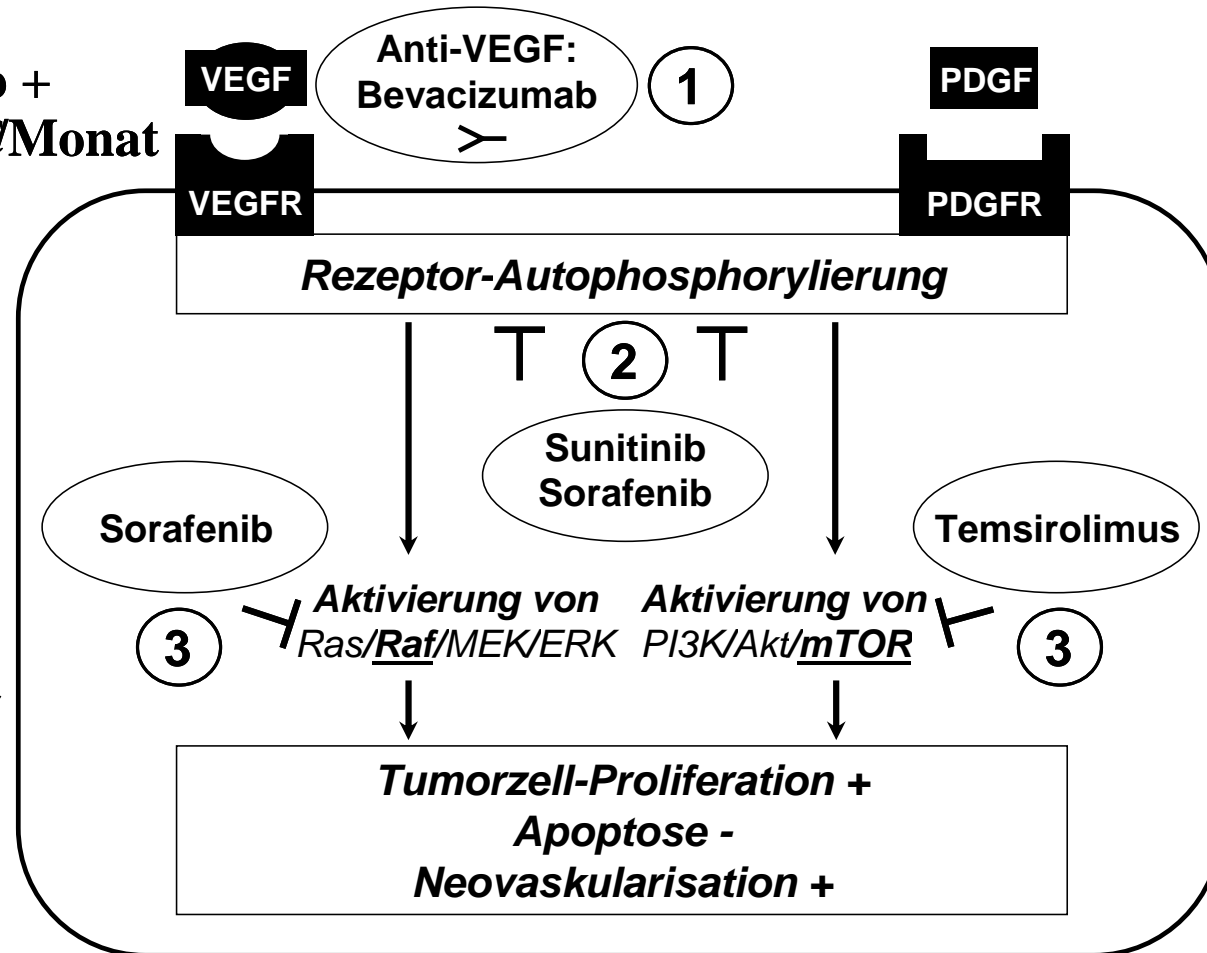 +
/Monat
VEGF
Anti-VEGF:
Bevacizumab
1
PDGF
VEGFR
PDGFR
Rezeptor-Autophosphorylierung
2
Sunitinib
Sorafenib
Sorafenib
Temsirolimus
3
Aktivierung von
Ras/Raf/MEK/ERK
Aktivierung von
PI3K/Akt/mTOR
3
Tumorzell-Proliferation +
Apoptose -
Neovaskularisation +